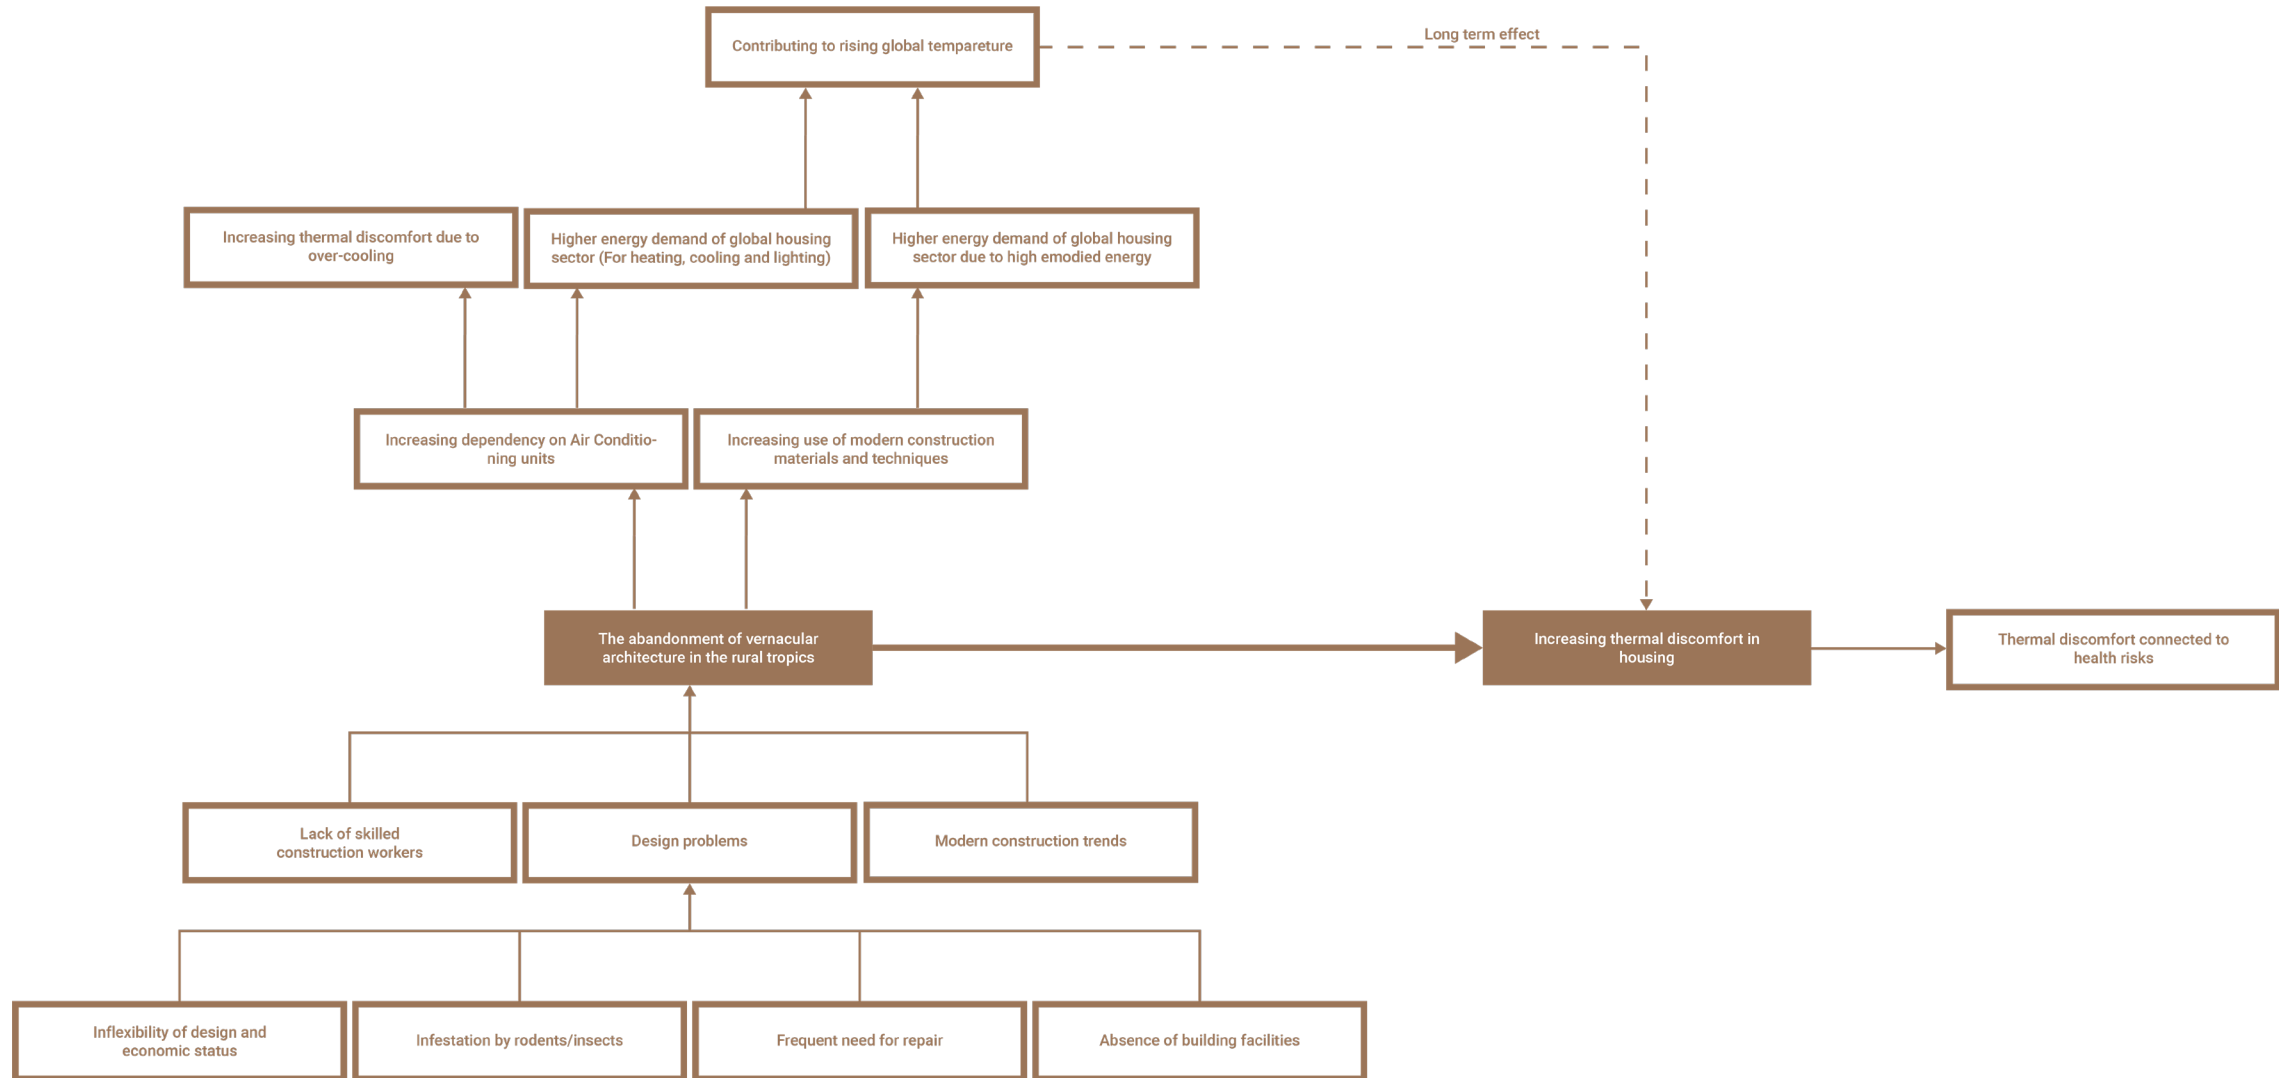 Contributing to rising global tempareture
Long term effect
Increasing thermal discomfort due to
over-cooling
Higher energy demand of global housing
sector (For heating, cooling and lighting)
Higher energy demand of global housing
sector due to high emodied energy
Increasing dependency on Air Conditio-
ning units
Increasing use of modern construction
materials and techniques
The abandonment of vernacular
architecture in the rural tropics
Increasing thermal discomfort in
housing
Thermal discomfort connected to
health risks
Lack of skilled
construction workers
Design problems
Modern construction trends
Inflexibility of design and
economic status
Infestation by rodents/insects
Frequent need for repair
Absence of building facilities